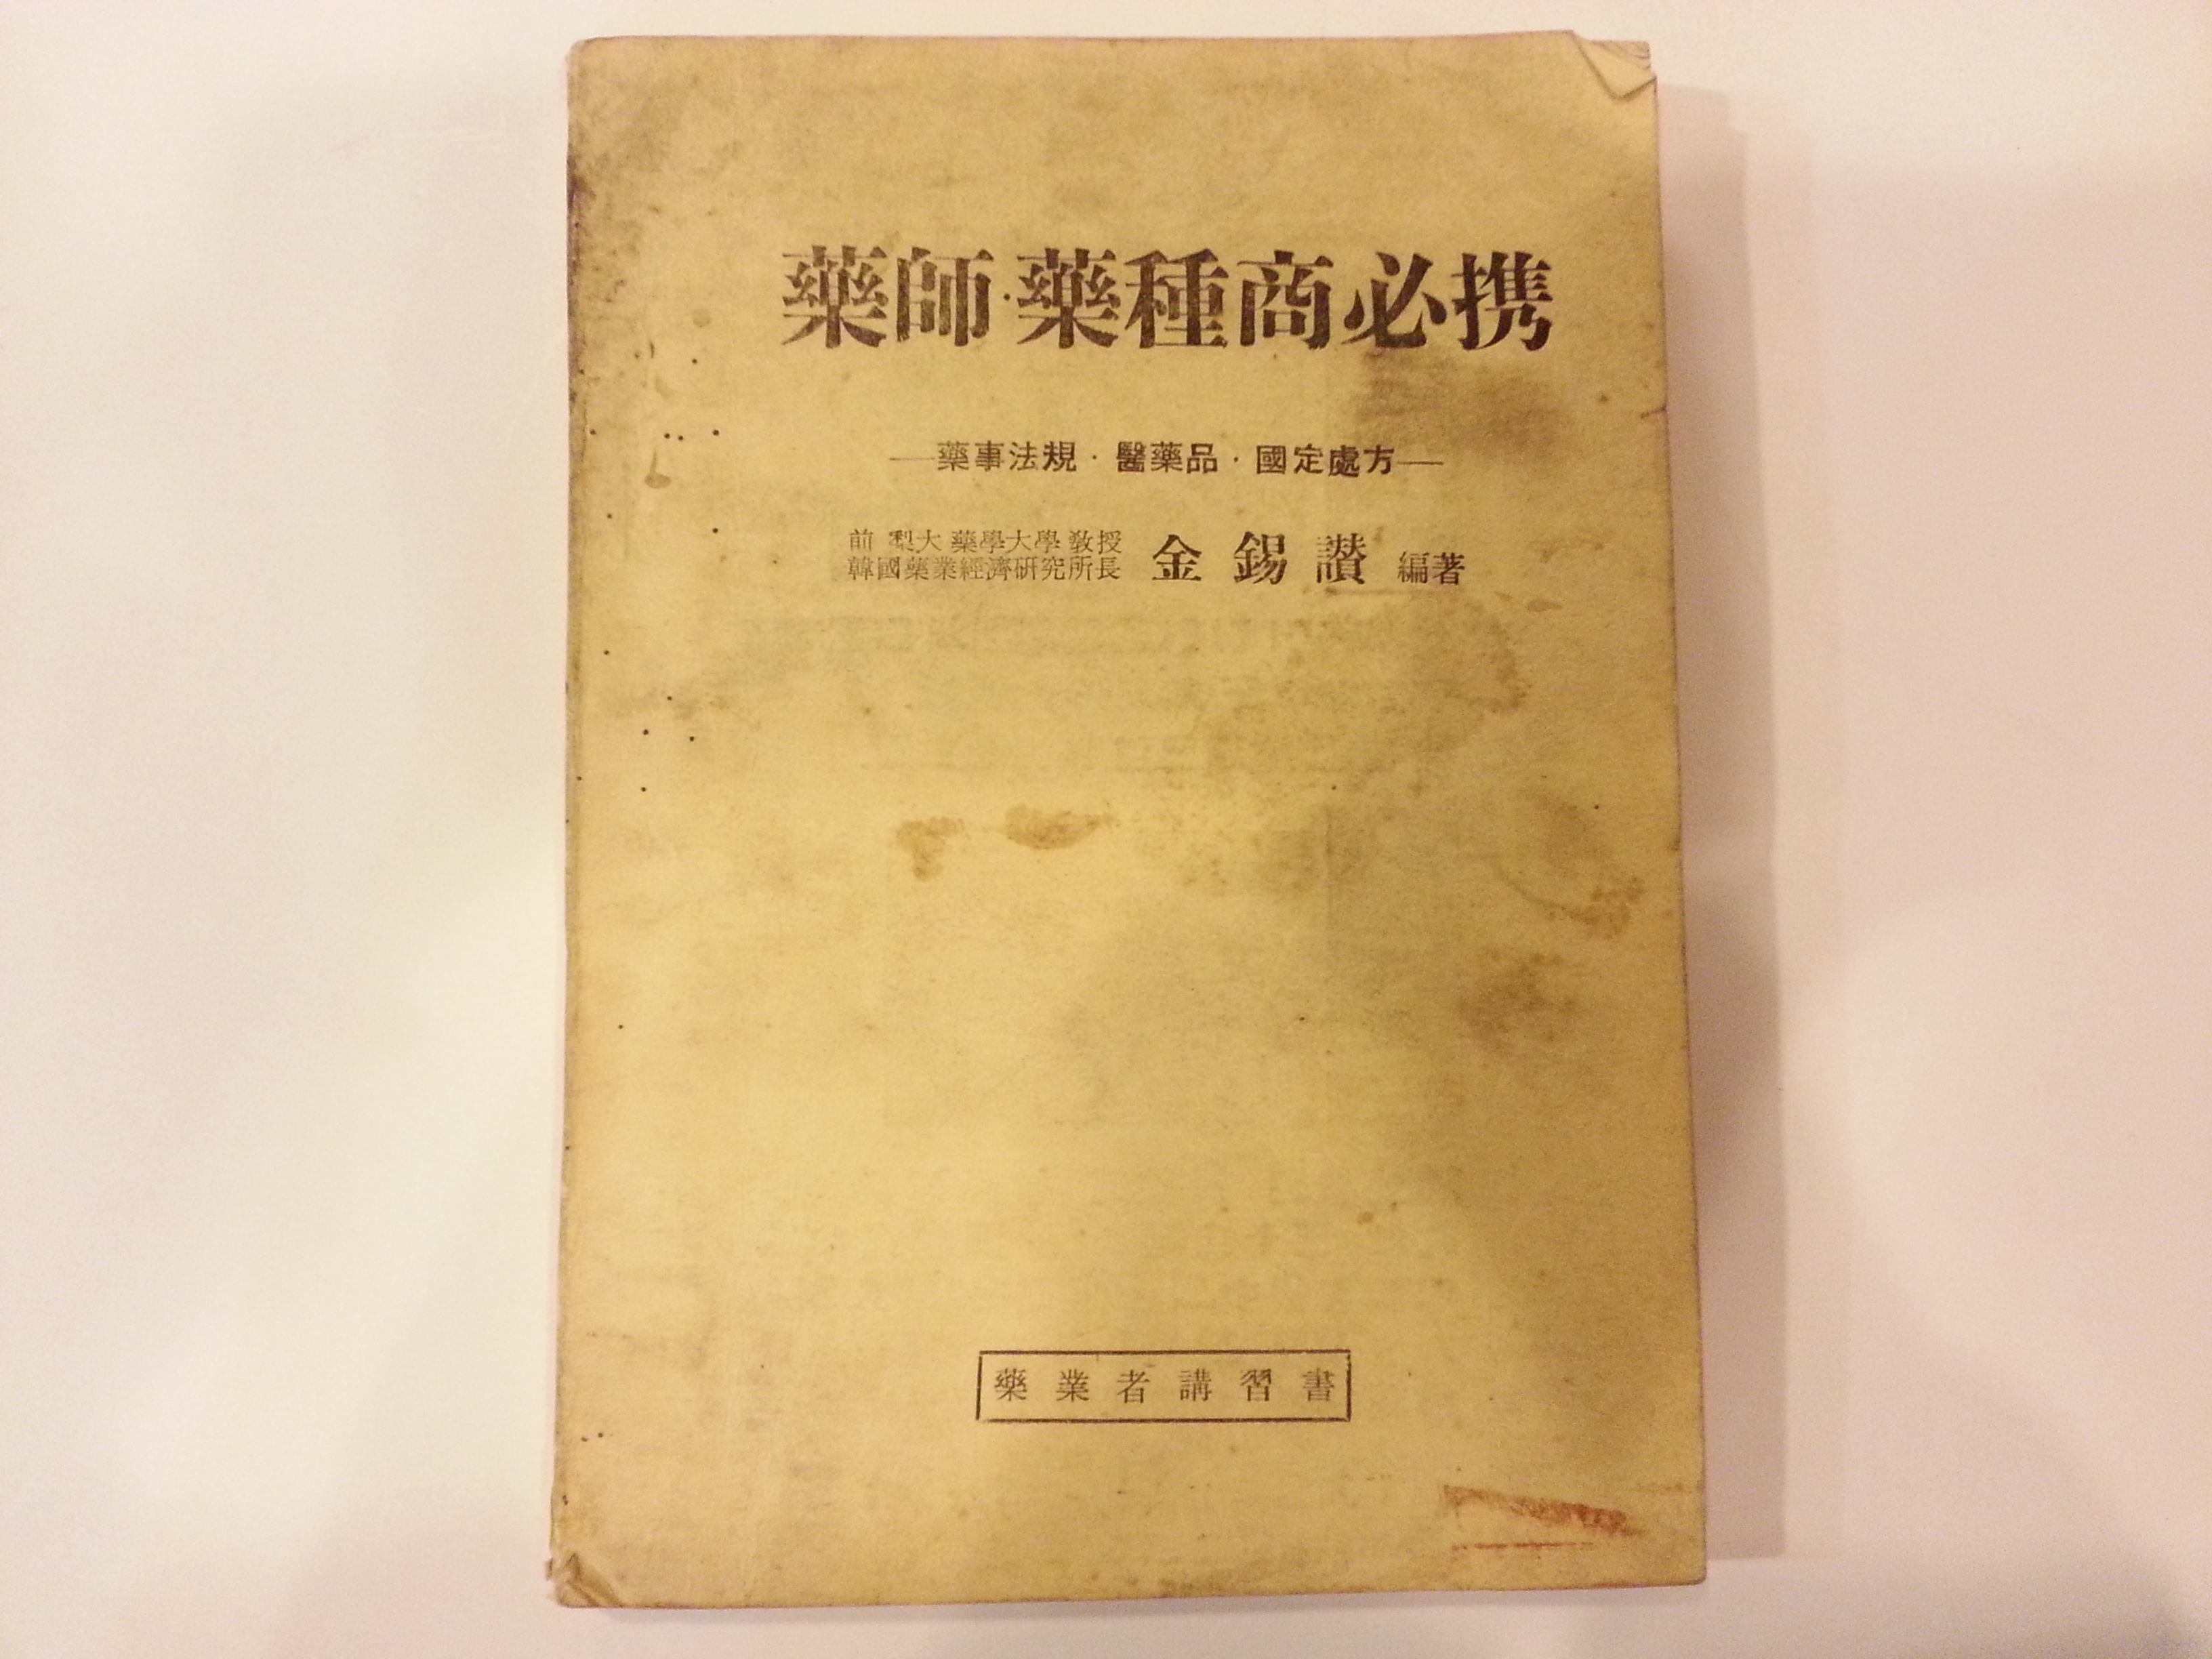 藥師·藥種商必携
—藥事法規·醫藥品·國定處方—
前 梨大 藥學大學 敎授
韓國藥業經濟硏究所長 金錫讚 編著
藥業者講習書